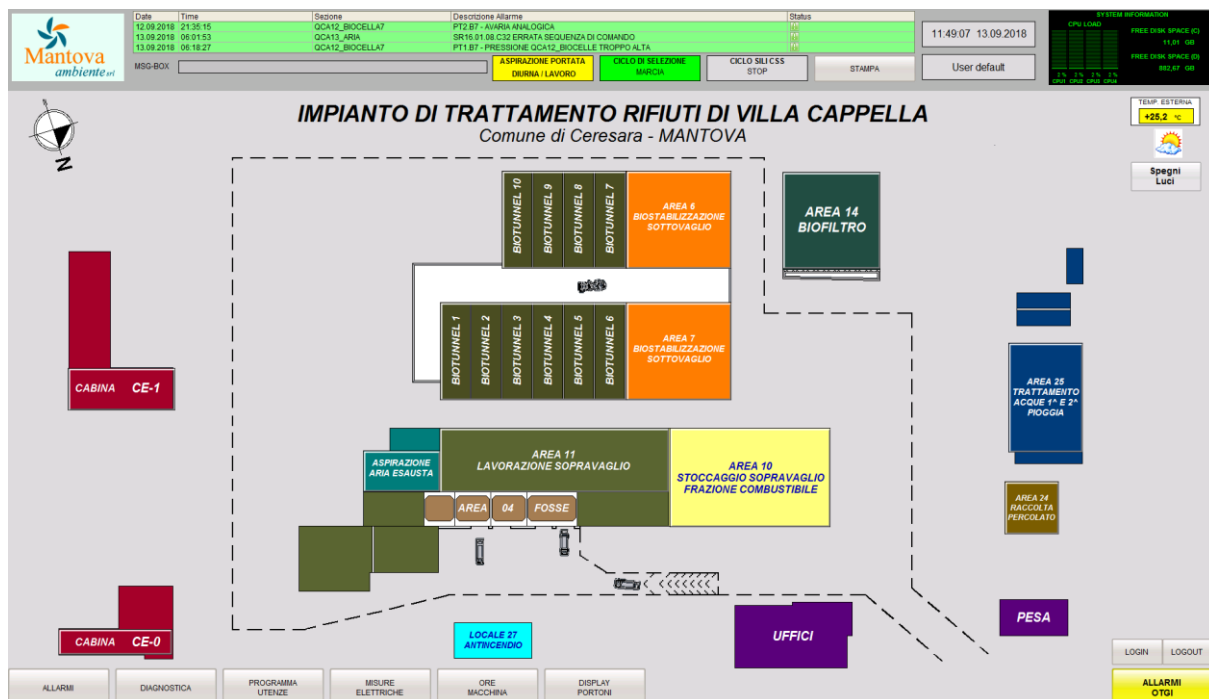 Mantova
ambiente srl
Date Time Sezione Descrizione Allarme Status
12.09.2018 21:35:15 QCA12_BIOCELLA7 PT2.B7 - AVARIA ANALOGICA
13.09.2018 06:01:53 QCA13_ARIA SR16.01.08.C32 ERRATA SEQUENZA DI COMANDO
13.09.2018 06:18:27 QCA12_BIOCELLA7 PT1.B7 - PRESSIONE QCA12_BIOCELLE TROPPO ALTA
MSG-BOX
ASPIRAZIONE PORTATA
DIURNA / LAVORO
CICLO DI SELEZIONE
MARCIA
CICLO SILI CSS
STOP
STAMPA
11:49:07 13.09.2018
User default
SYSTEM INFORMATION
CPU LOAD
FREE DISK SPACE (C)
11,01 GB
FREE DISK SPACE (D)
802,67 GB
2 % 2 % 2 % 2 %
CPU1 CPU2 CPU3 CPU4
N
IMPIANTO DI TRATTAMENTO RIFIUTI DI VILLA CAPPELLA
Comune di Ceresara - MANTOVA
TEMP. ESTERNA
+25,2 °C
Spegni
Luci
BIOTUNNEL 10
BIOTUNNEL 9
BIOTUNNEL 8
BIOTUNNEL 7
AREA 6
BIOSTABILIZZAZIONE
SOTTOVAGLIO
AREA 14
BIOFILTRO
BIOTUNNEL 1
BIOTUNNEL 2
BIOTUNNEL 3
BIOTUNNEL 4
BIOTUNNEL 5
BIOTUNNEL 6
AREA 7
BIOSTABILIZZAZIONE
SOTTOVAGLIO
CABINA CE-1
AREA 25
TRATTAMENTO
ACQUE 1^ E 2^
PIOGGIA
ASPIRAZIONE
ARIA ESAUSTA
AREA 11
LAVORAZIONE SOPRAVAGLIO
AREA 10
STOCCAGGIO SOPRAVAGLIO
FRAZIONE COMBUSTIBILE
AREA 04 FOSSE
AREA 24
RACCOLTA
PERCOLATO
CABINA CE-0
LOCALE 27
ANTINCENDIO
UFFICI
PESA
LOGIN LOGOUT
ALLARMI
DIAGNOSTICA
PROGRAMMA
UTENZE
MISURE
ELETTRICHE
ORE
MACCHINA
DISPLAY
PORTONI
ALLARMI
OTGI